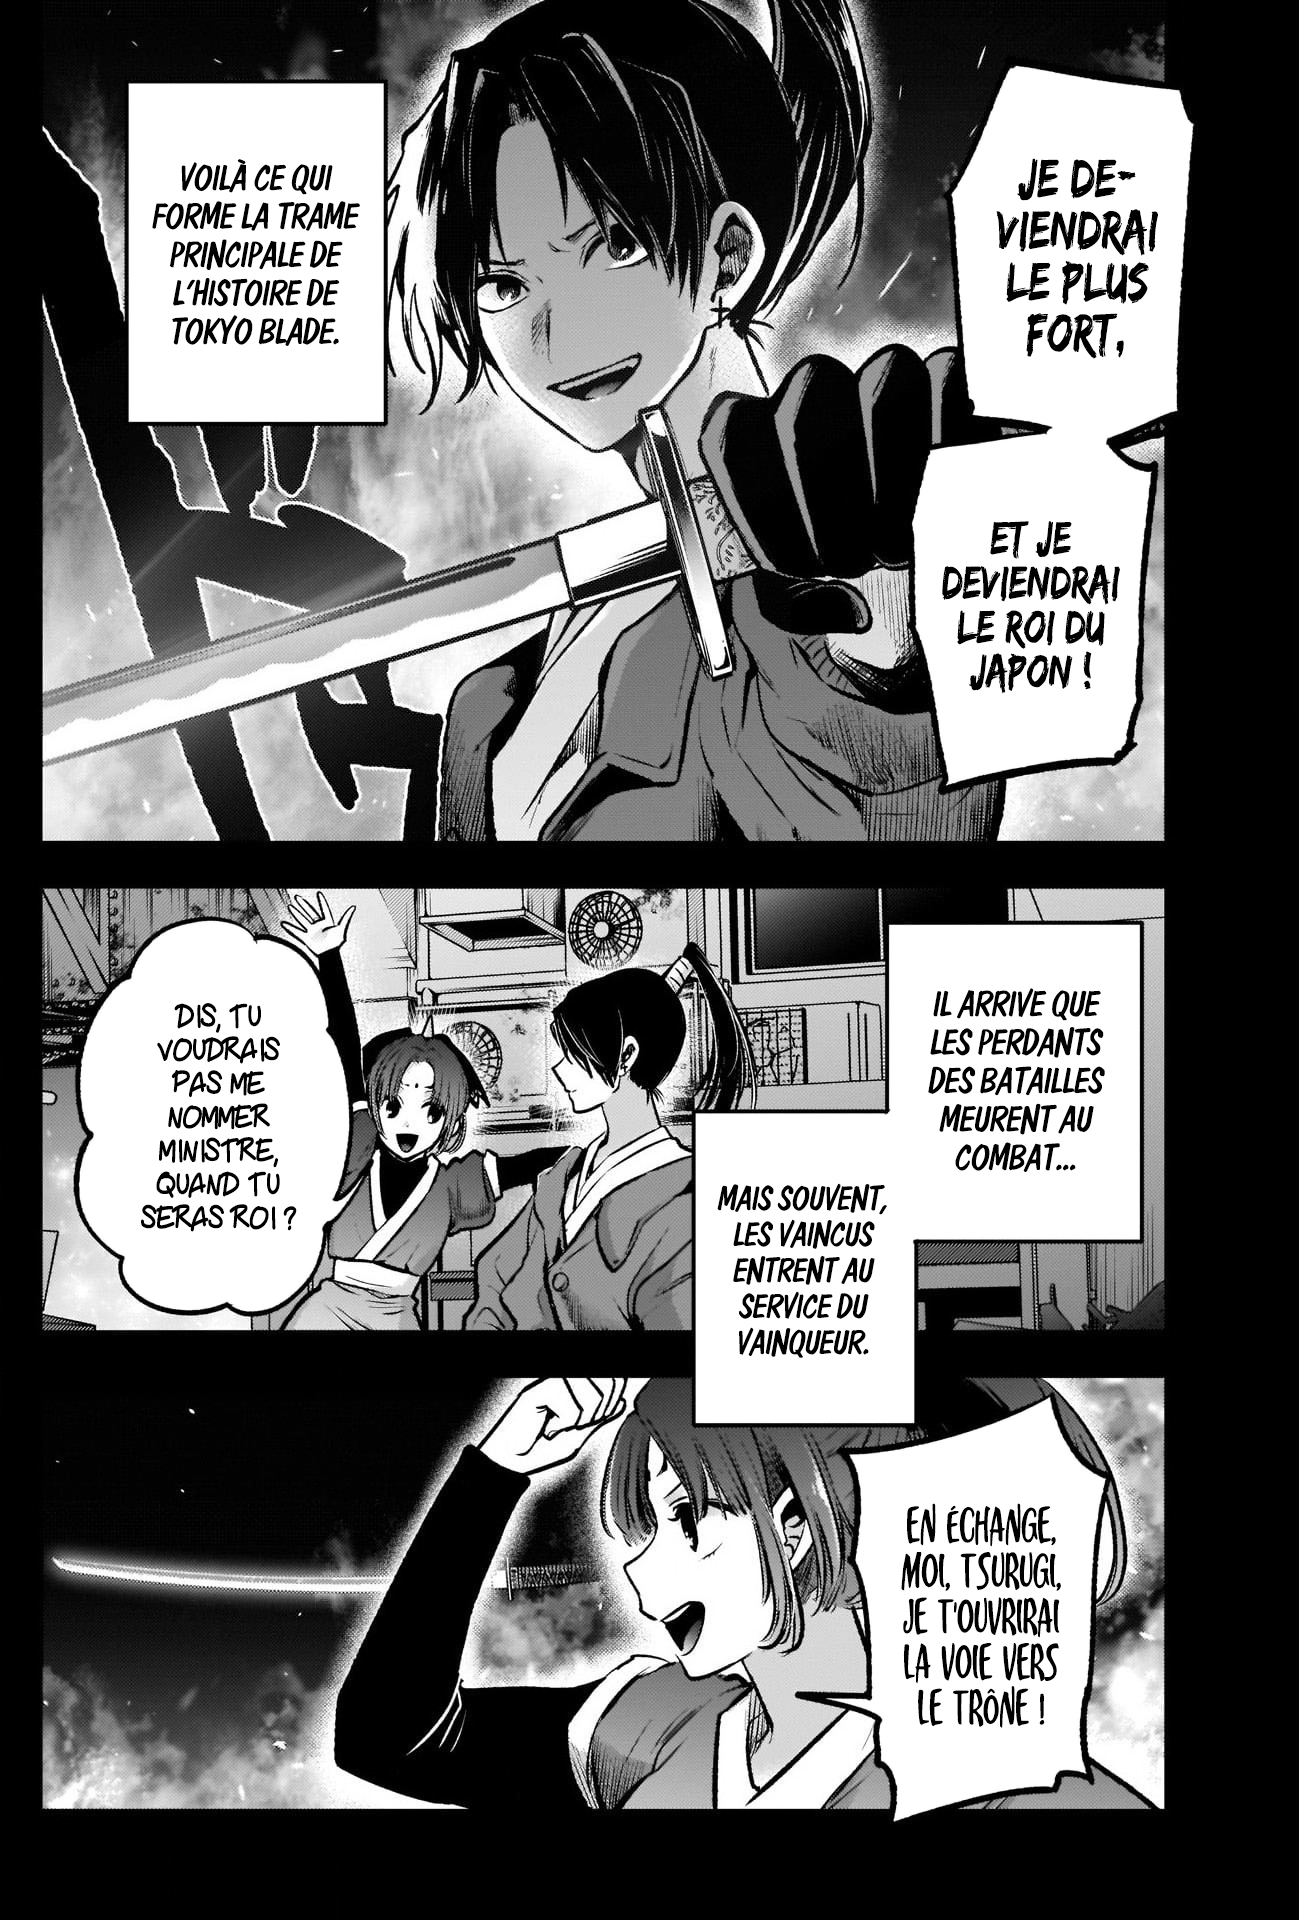 JE DE-
VIENDRAI
LE PLUS
FORT,
VOILÀ CE QUI
FORME LA TRAME
PRINCIPALE DE
L'HISTOIRE DE
TOKYO BLADE.
ET JE
DEVIENDRAI
LE ROI DU
JAPON !
IL ARRIVE QUE
LES PERDANTS
DES BATAILLES
MEURENT AU
COMBAT...
MAIS SOUVENT,
LES VAINCUS
ENTRENT AU
SERVICE DU
VAINQUEUR.
DIS, TU
VOUDRAIS
PAS ME
NOMMER
MINISTRE,
QUAND TU
SERAS ROI ?
EN ÉCHANGE,
MOI, TSURUGI,
JE T'OUVRIRAI
LA VOIE VERS
LE TRÔNE !